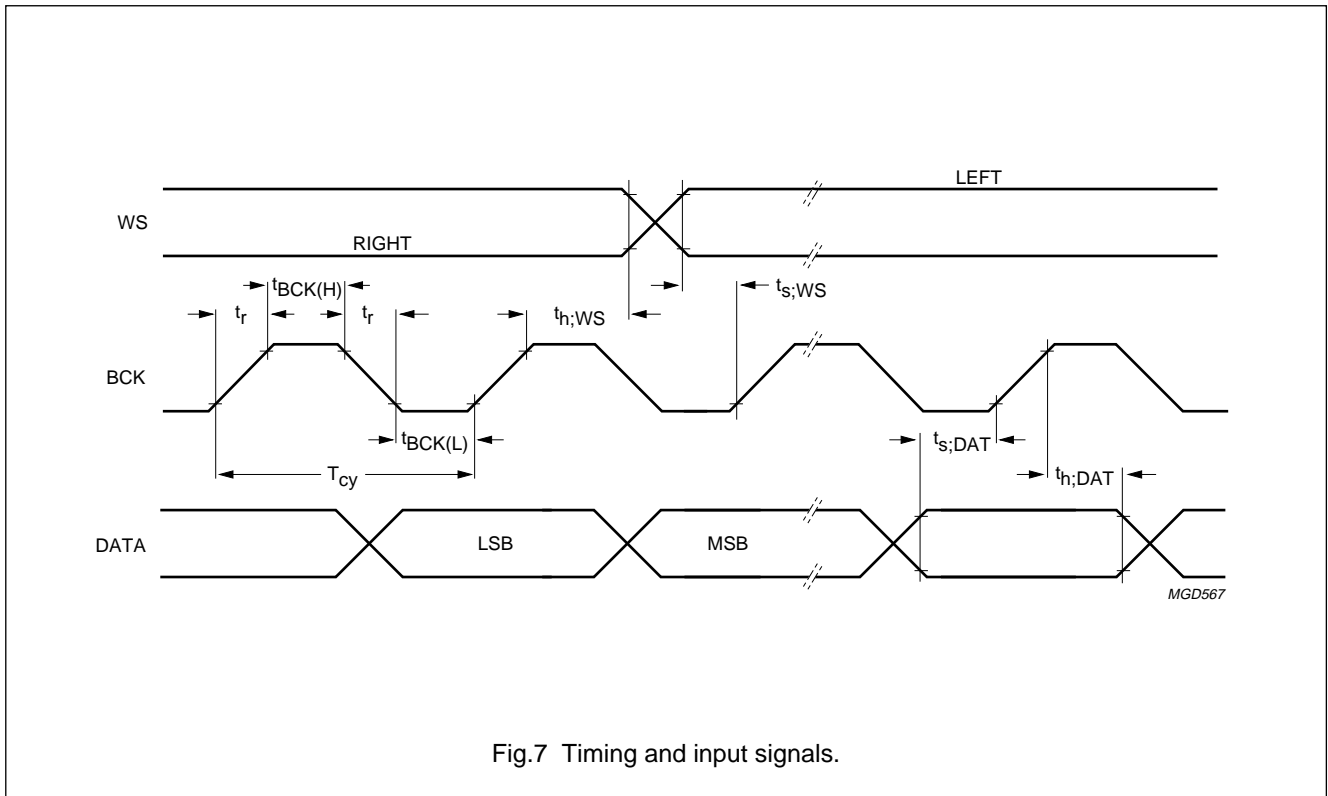 LEFT
WS
RIGHT
tBCK(H)
ts;WS
tr
tr
th;WS
BCK
tBCK(L)
ts;DAT
Tcy
th;DAT
DATA
LSB
MSB
MGD567
Fig.7 Timing and input signals.